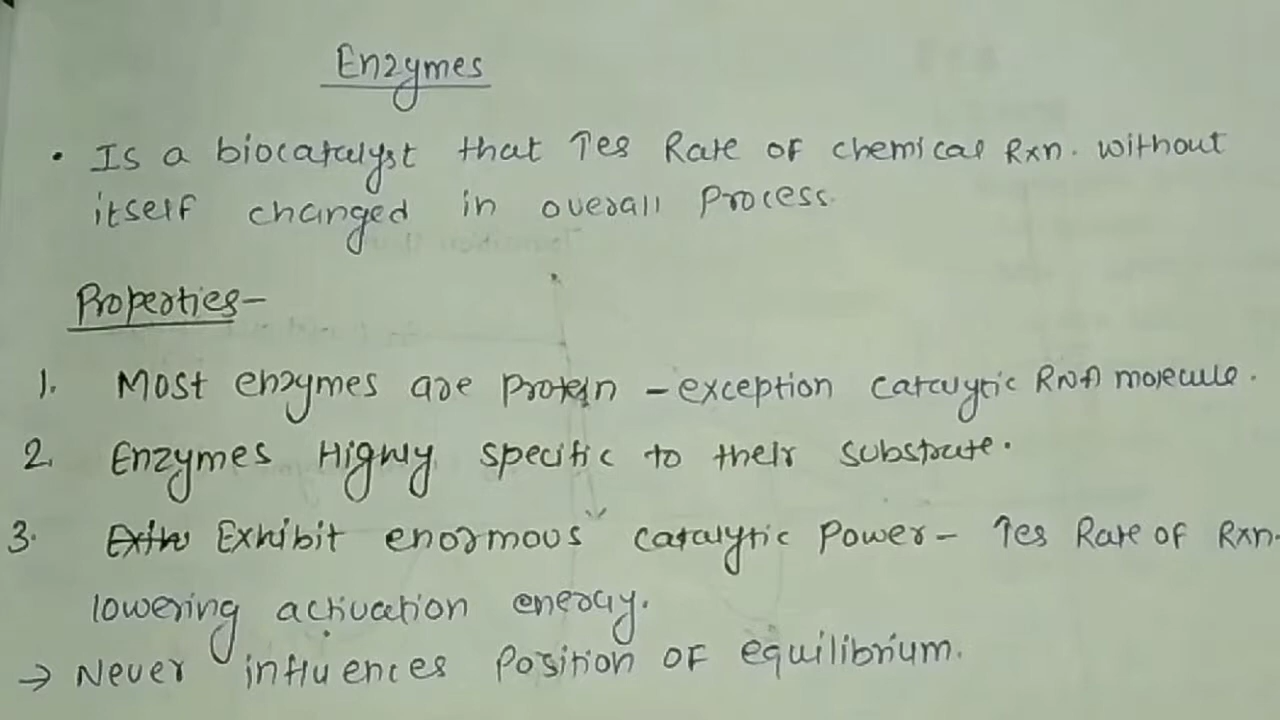 Enzymes
• Is a biocatalyst that ↑es Rate of chemical Rxn. without
itself changed in overall Process.
Properties-
1. Most enzymes are protein - exception catalytic RNA molecule.
2. Enzymes Highly specific to their substrate.
3. Exhibit enormous catalytic Power- ↑es Rate of Rxn.
lowering activation energy.
→ Never influences Position of equilibrium.